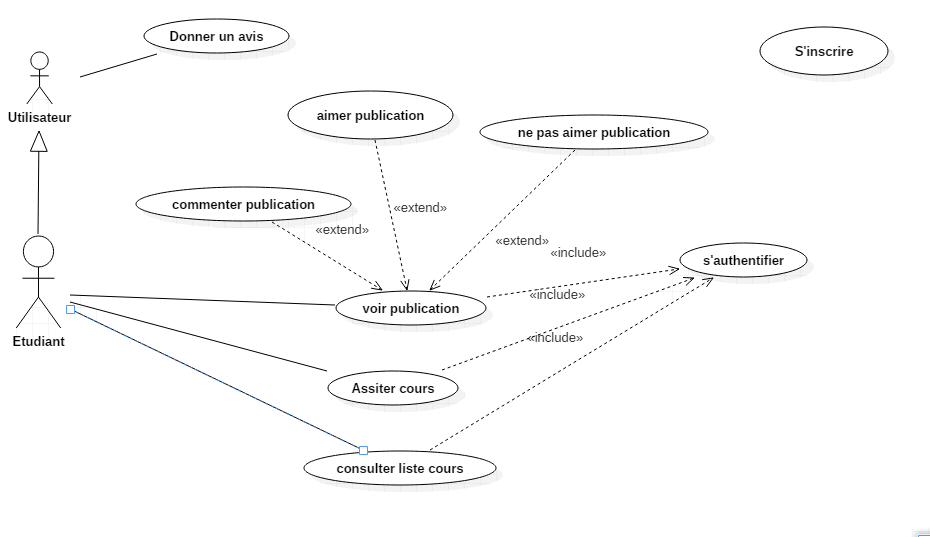 Donner un avis
S'inscrire
Utilisateur
aimer publication
ne pas aimer publication
commenter publication
«extend»
«extend»
«extend»
«include»
s'authentifier
«include»
voir publication
«include»
Etudiant
Assiter cours
consulter liste cours